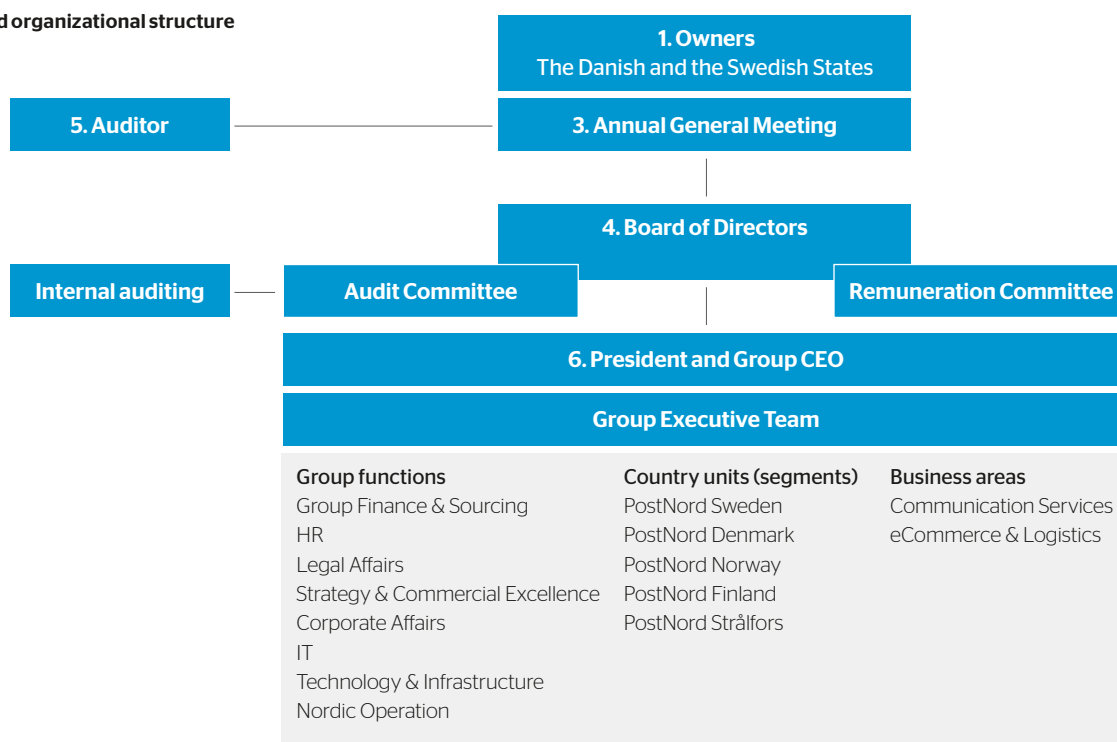 organizational structure
1. Owners
The Danish and the Swedish States
5. Auditor
3. Annual General Meeting
4. Board of Directors
Internal auditing
Audit Committee
Remuneration Committee
6. President and Group CEO
Group Executive Team
Group functions
Group Finance & Sourcing
HR
Legal Affairs
Strategy & Commercial Excellence
Corporate Affairs
IT
Technology & Infrastructure
Nordic Operation
Country units (segments)
PostNord Sweden
PostNord Denmark
PostNord Norway
PostNord Finland
PostNord Strålfors
Business areas
Communication Services
eCommerce & Logistics